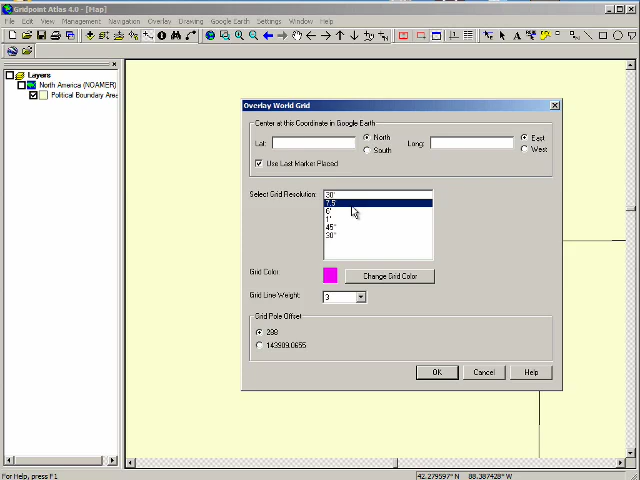 Gridpoint Atlas 4.0 - [Map]
File Edit View Management Navigation Overlay Drawing Google Earth Settings Window Help
Layers
North America (NOAMER)
Political Boundary Area
Overlay World Grid
Center at this Coordinate in Google Earth
Lat: North South Long: East West
Use Last Marker Placed
Select Grid Resolution:
30'
7.5'
6'
1'
45"
30"
Grid Color:
Change Grid Color
Grid Line Weight: 3
Grid Pole Offset
288
143909.0655
OK Cancel Help
For Help, press F1
42.279597° N 88.387428° W